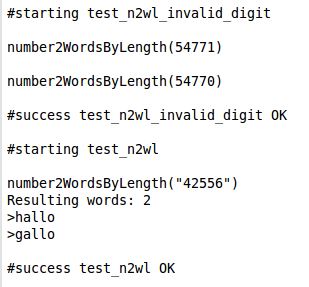 #starting test_n2wl_invalid_digit
number2WordsByLength(54771)
number2WordsByLength(54770)
#success test_n2wl_invalid_digit OK
#starting test_n2wl
number2WordsByLength("42556")
Resulting words: 2
>hallo
>gallo
#success test_n2wl OK